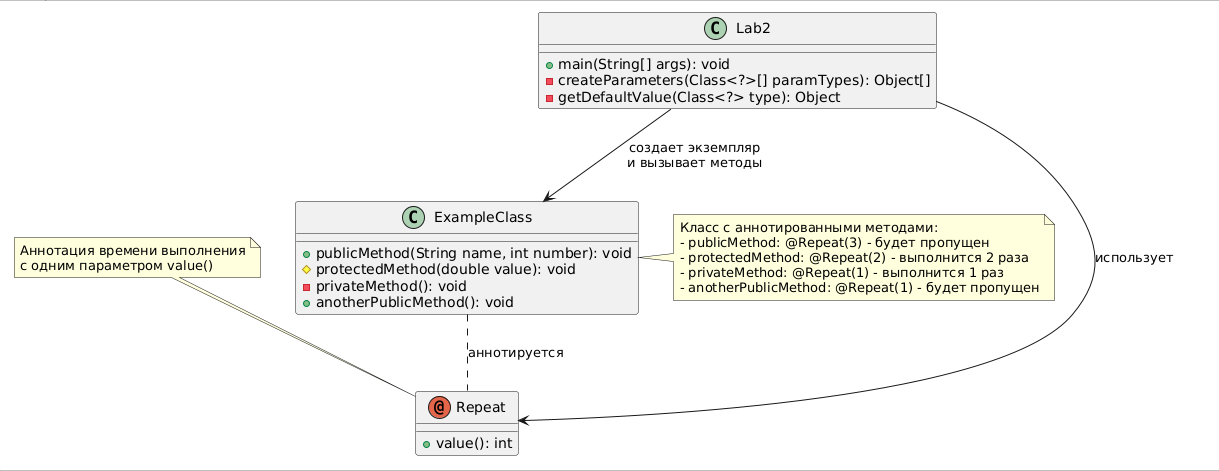 C Lab2
main(String[] args): void
createParameters(Class<?>[] paramTypes): Object[]
getDefaultValue(Class<?> type): Object
создает экземпляр
и вызывает методы
использует
C ExampleClass
publicMethod(String name, int number): void
protectedMethod(double value): void
privateMethod(): void
anotherPublicMethod(): void
Класс с аннотированными методами:
- publicMethod: @Repeat(3) - будет пропущен
- protectedMethod: @Repeat(2) - выполнится 2 раза
- privateMethod: @Repeat(1) - выполнится 1 раз
- anotherPublicMethod: @Repeat(1) - будет пропущен
Аннотация времени выполнения
с одним параметром value()
аннотируется
@ Repeat
value(): int